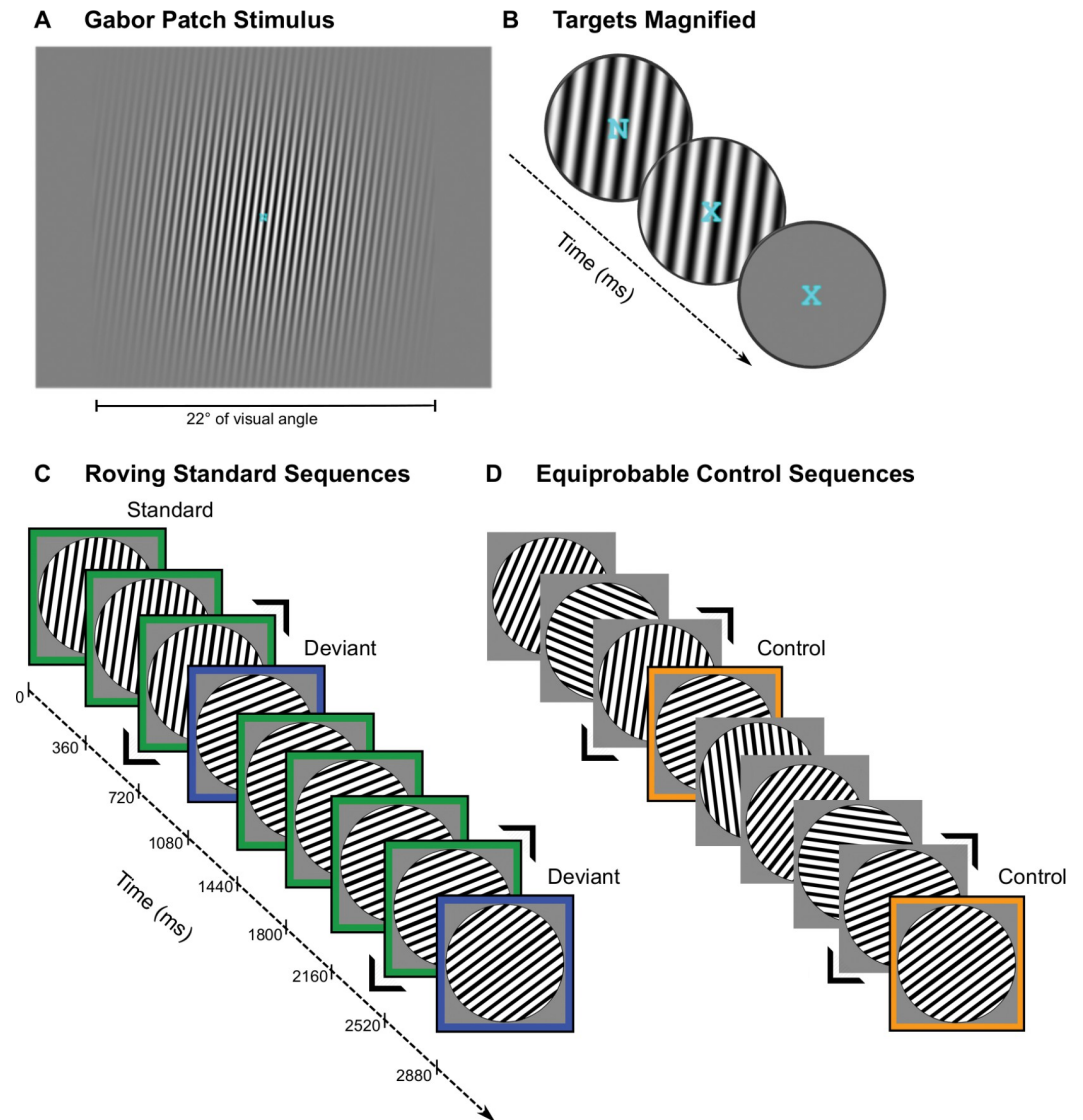 A Gabor Patch Stimulus
N
22° of visual angle
B Targets Magnified
N
X
X
Time (ms)
C Roving Standard Sequences
Standard
Deviant
Deviant
0
360
720
1080
1440
1800
2160
2520
2880
Time (ms)
D Equiprobable Control Sequences
Control
Control